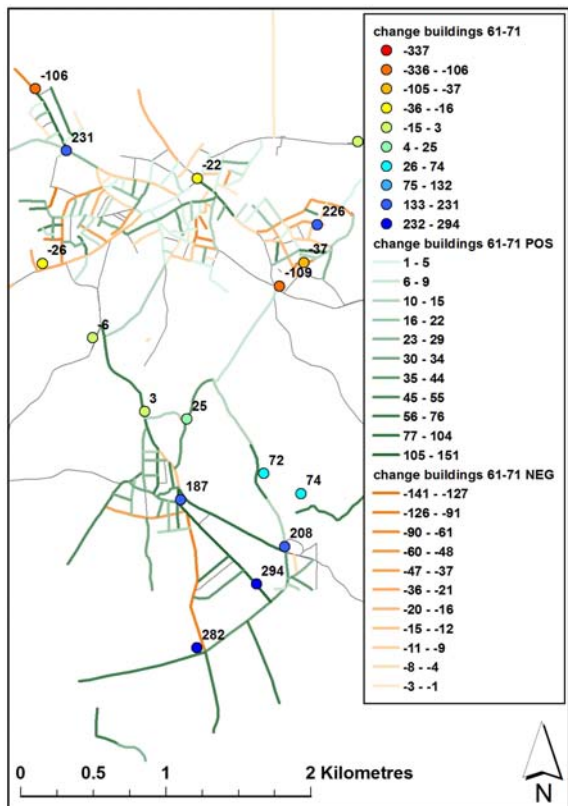 change buildings 61-71
-337
-336 - -106
-105 - -37
-36 - -16
-15 - 3
4 - 25
26 - 74
75 - 132
133 - 231
232 - 294
change buildings 61-71 POS
1 - 5
6 - 9
10 - 15
16 - 22
23 - 29
30 - 34
35 - 44
45 - 55
56 - 76
77 - 104
105 - 151
change buildings 61-71 NEG
-141 - -127
-126 - -91
-90 - -61
-60 - -48
-47 - -37
-36 - -21
-20 - -16
-15 - -12
-11 - -9
-8 - -4
-3 - -1
-106
231
-22
226
-26
-37
-109
-6
3
25
72
74
187
208
294
282
0 0.5 1 2 Kilometres
N